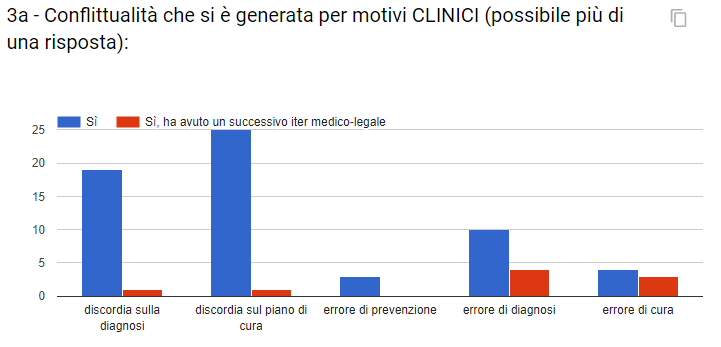 3a - Conflittualità che si è generata per motivi CLINICI (possibile più di
una risposta):
Sì
Sì, ha avuto un successivo iter medico-legale
25
20
15
10
5
0
discordia sulla
diagnosi
discordia sul piano di
cura
errore di prevenzione
errore di diagnosi
errore di cura